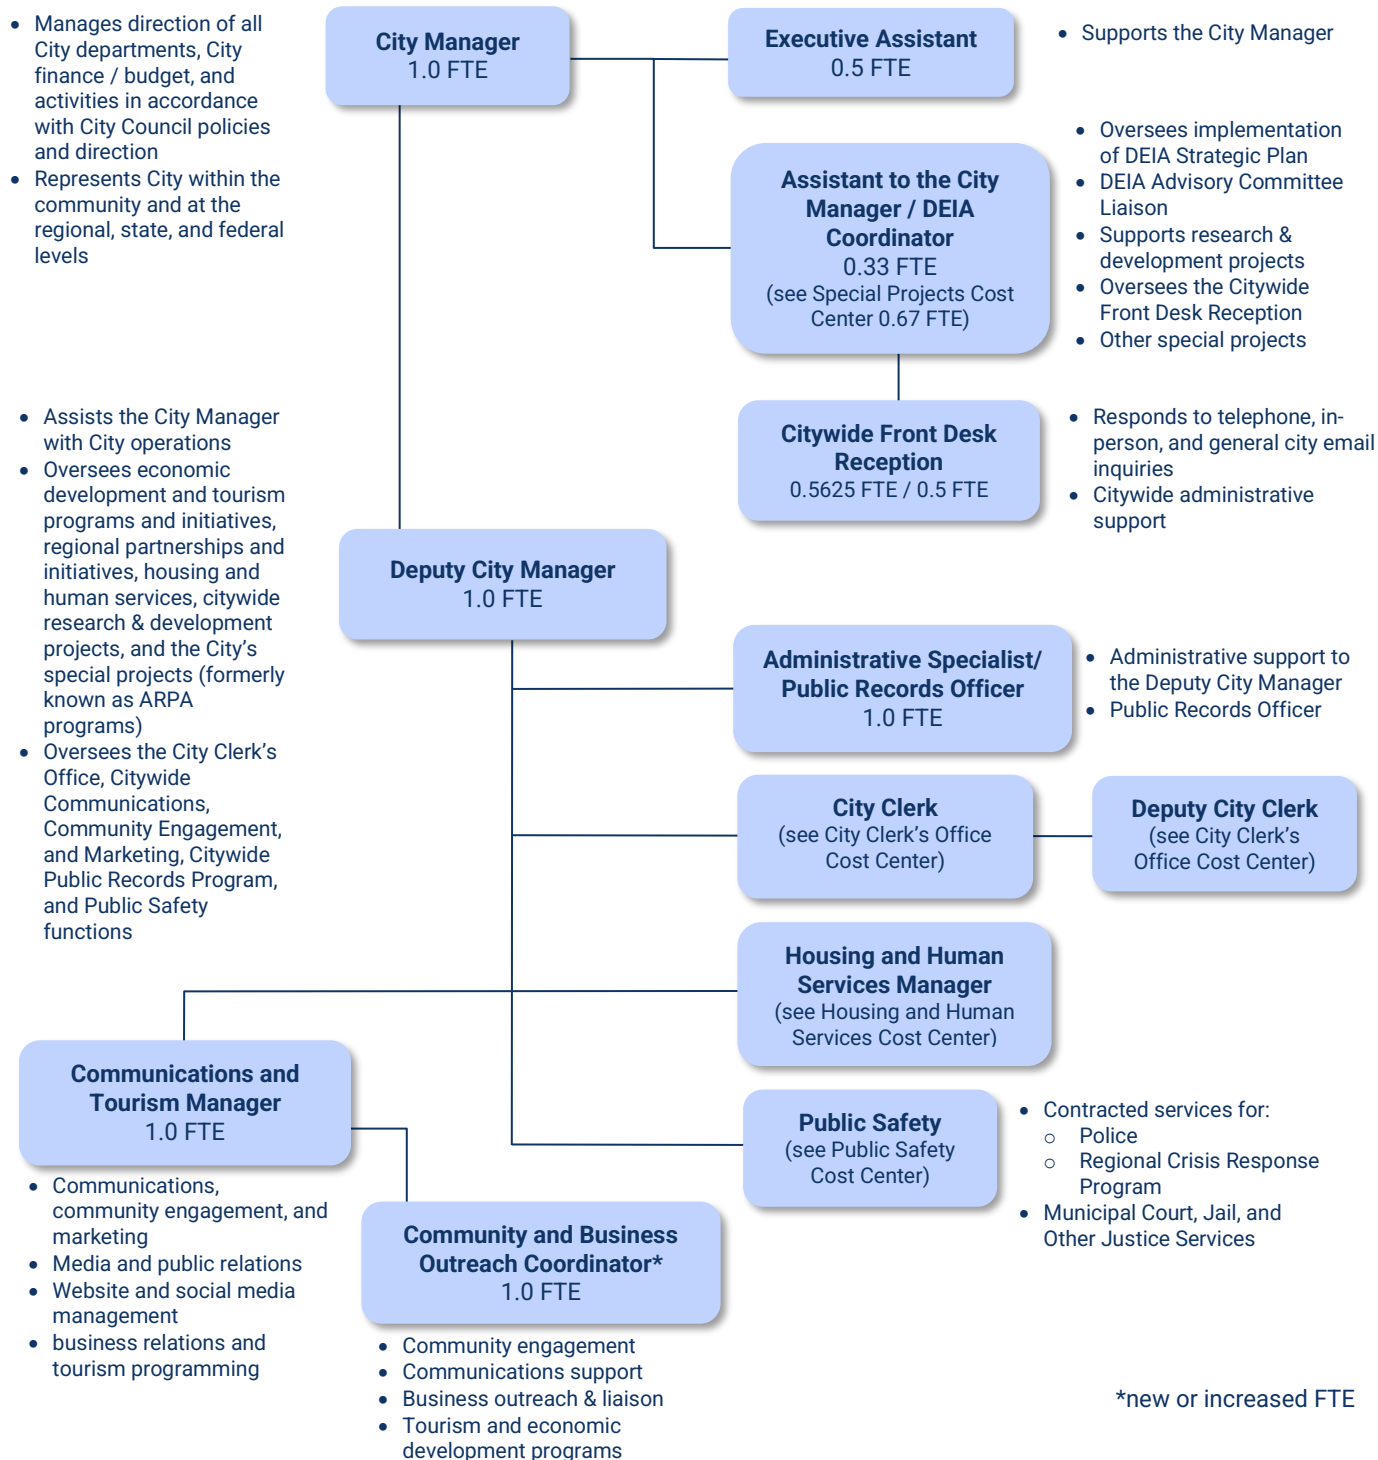 • Manages direction of all
City departments, City
finance / budget, and
activities in accordance
with City Council policies
and direction
• Represents City within the
community and at the
regional, state, and federal
levels
City Manager
1.0 FTE
Executive Assistant
0.5 FTE
• Supports the City Manager
Assistant to the City
Manager / DEIA
Coordinator
0.33 FTE
(see Special Projects Cost
Center 0.67 FTE)
• Oversees implementation
of DEIA Strategic Plan
• DEIA Advisory Committee
Liaison
• Supports research &
development projects
• Oversees the Citywide
Front Desk Reception
• Other special projects
Citywide Front Desk
Reception
0.5625 FTE / 0.5 FTE
• Responds to telephone, in-
person, and general city email
inquiries
• Citywide administrative
support
• Assists the City Manager
with City operations
• Oversees economic
development and tourism
programs and initiatives,
regional partnerships and
initiatives, housing and
human services, citywide
research & development
projects, and the City's
special projects (formerly
known as ARPA
programs)
• Oversees the City Clerk's
Office, Citywide
Communications,
Community Engagement,
and Marketing, Citywide
Public Records Program,
and Public Safety
functions
Deputy City Manager
1.0 FTE
Administrative Specialist/
Public Records Officer
1.0 FTE
• Administrative support to
the Deputy City Manager
• Public Records Officer
City Clerk
(see City Clerk's Office
Cost Center)
Deputy City Clerk
(see City Clerk's
Office Cost Center)
Housing and Human
Services Manager
(see Housing and Human
Services Cost Center)
Communications and
Tourism Manager
1.0 FTE
• Communications,
community engagement, and
marketing
• Media and public relations
• Website and social media
management
• business relations and
tourism programming
Public Safety
(see Public Safety
Cost Center)
• Contracted services for:
○ Police
○ Regional Crisis Response
Program
• Municipal Court, Jail, and
Other Justice Services
Community and Business
Outreach Coordinator*
1.0 FTE
• Community engagement
• Communications support
• Business outreach & liaison
• Tourism and economic
development programs
*new or increased FTE